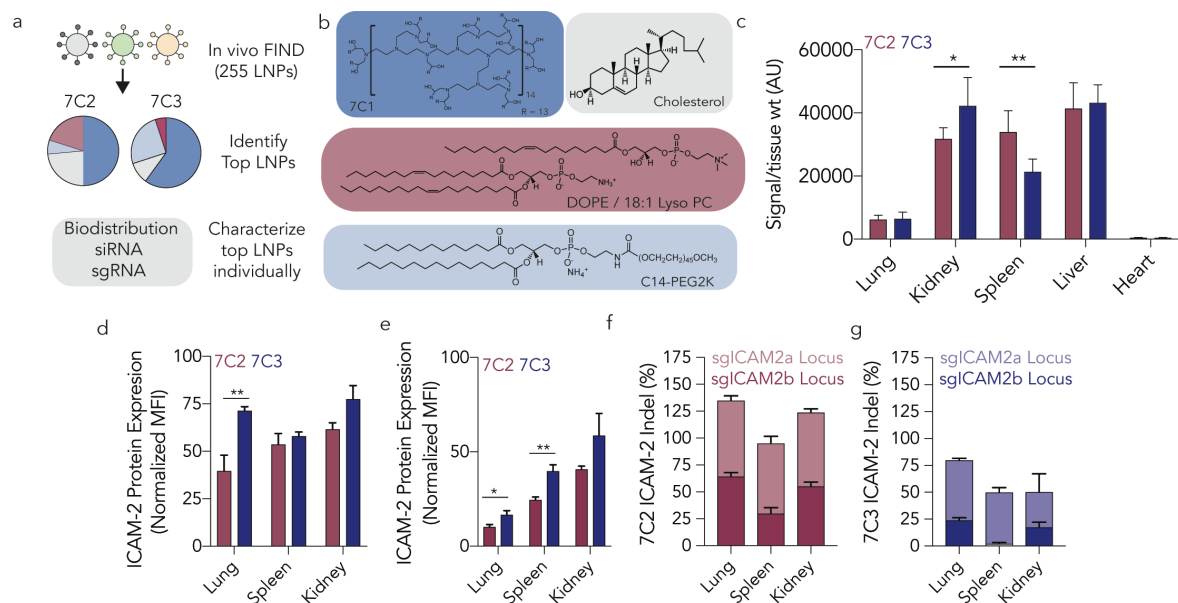 a
In vivo FIND
(255 LNPs)
7C2 7C3
Identify
Top LNPs
Biodistribution
siRNA
sgRNA
Characterize
top LNPs
individually
b
7C1
14
R = 13
HO
H
Cholesterol
DOPE / 18:1 Lyso PC
(OCH₂CH₂)₄₅OCH₃
NH₄⁺
C14-PEG2K
c
7C2 7C3
Signal/tissue wt (AU)
60000
40000
20000
0
*
**
Lung
Kidney
Spleen
Liver
Heart
d
ICAM-2 Protein Expression
(Normalized MFI)
100
75
50
25
0
7C2 7C3
**
Lung
Spleen
Kidney
e
ICAM-2 Protein Expression
(Normalized MFI)
100
50
0
7C2 7C3
*
**
Lung
Spleen
Kidney
f
sgICAM2a Locus
sgICAM2b Locus
7C2 ICAM-2 Indel (%)
175
150
125
100
75
50
25
0
Lung
Spleen
Kidney
g
sgICAM2a Locus
sgICAM2b Locus
7C3 ICAM-2 Indel (%)
175
150
125
100
75
50
25
0
Lung
Spleen
Kidney